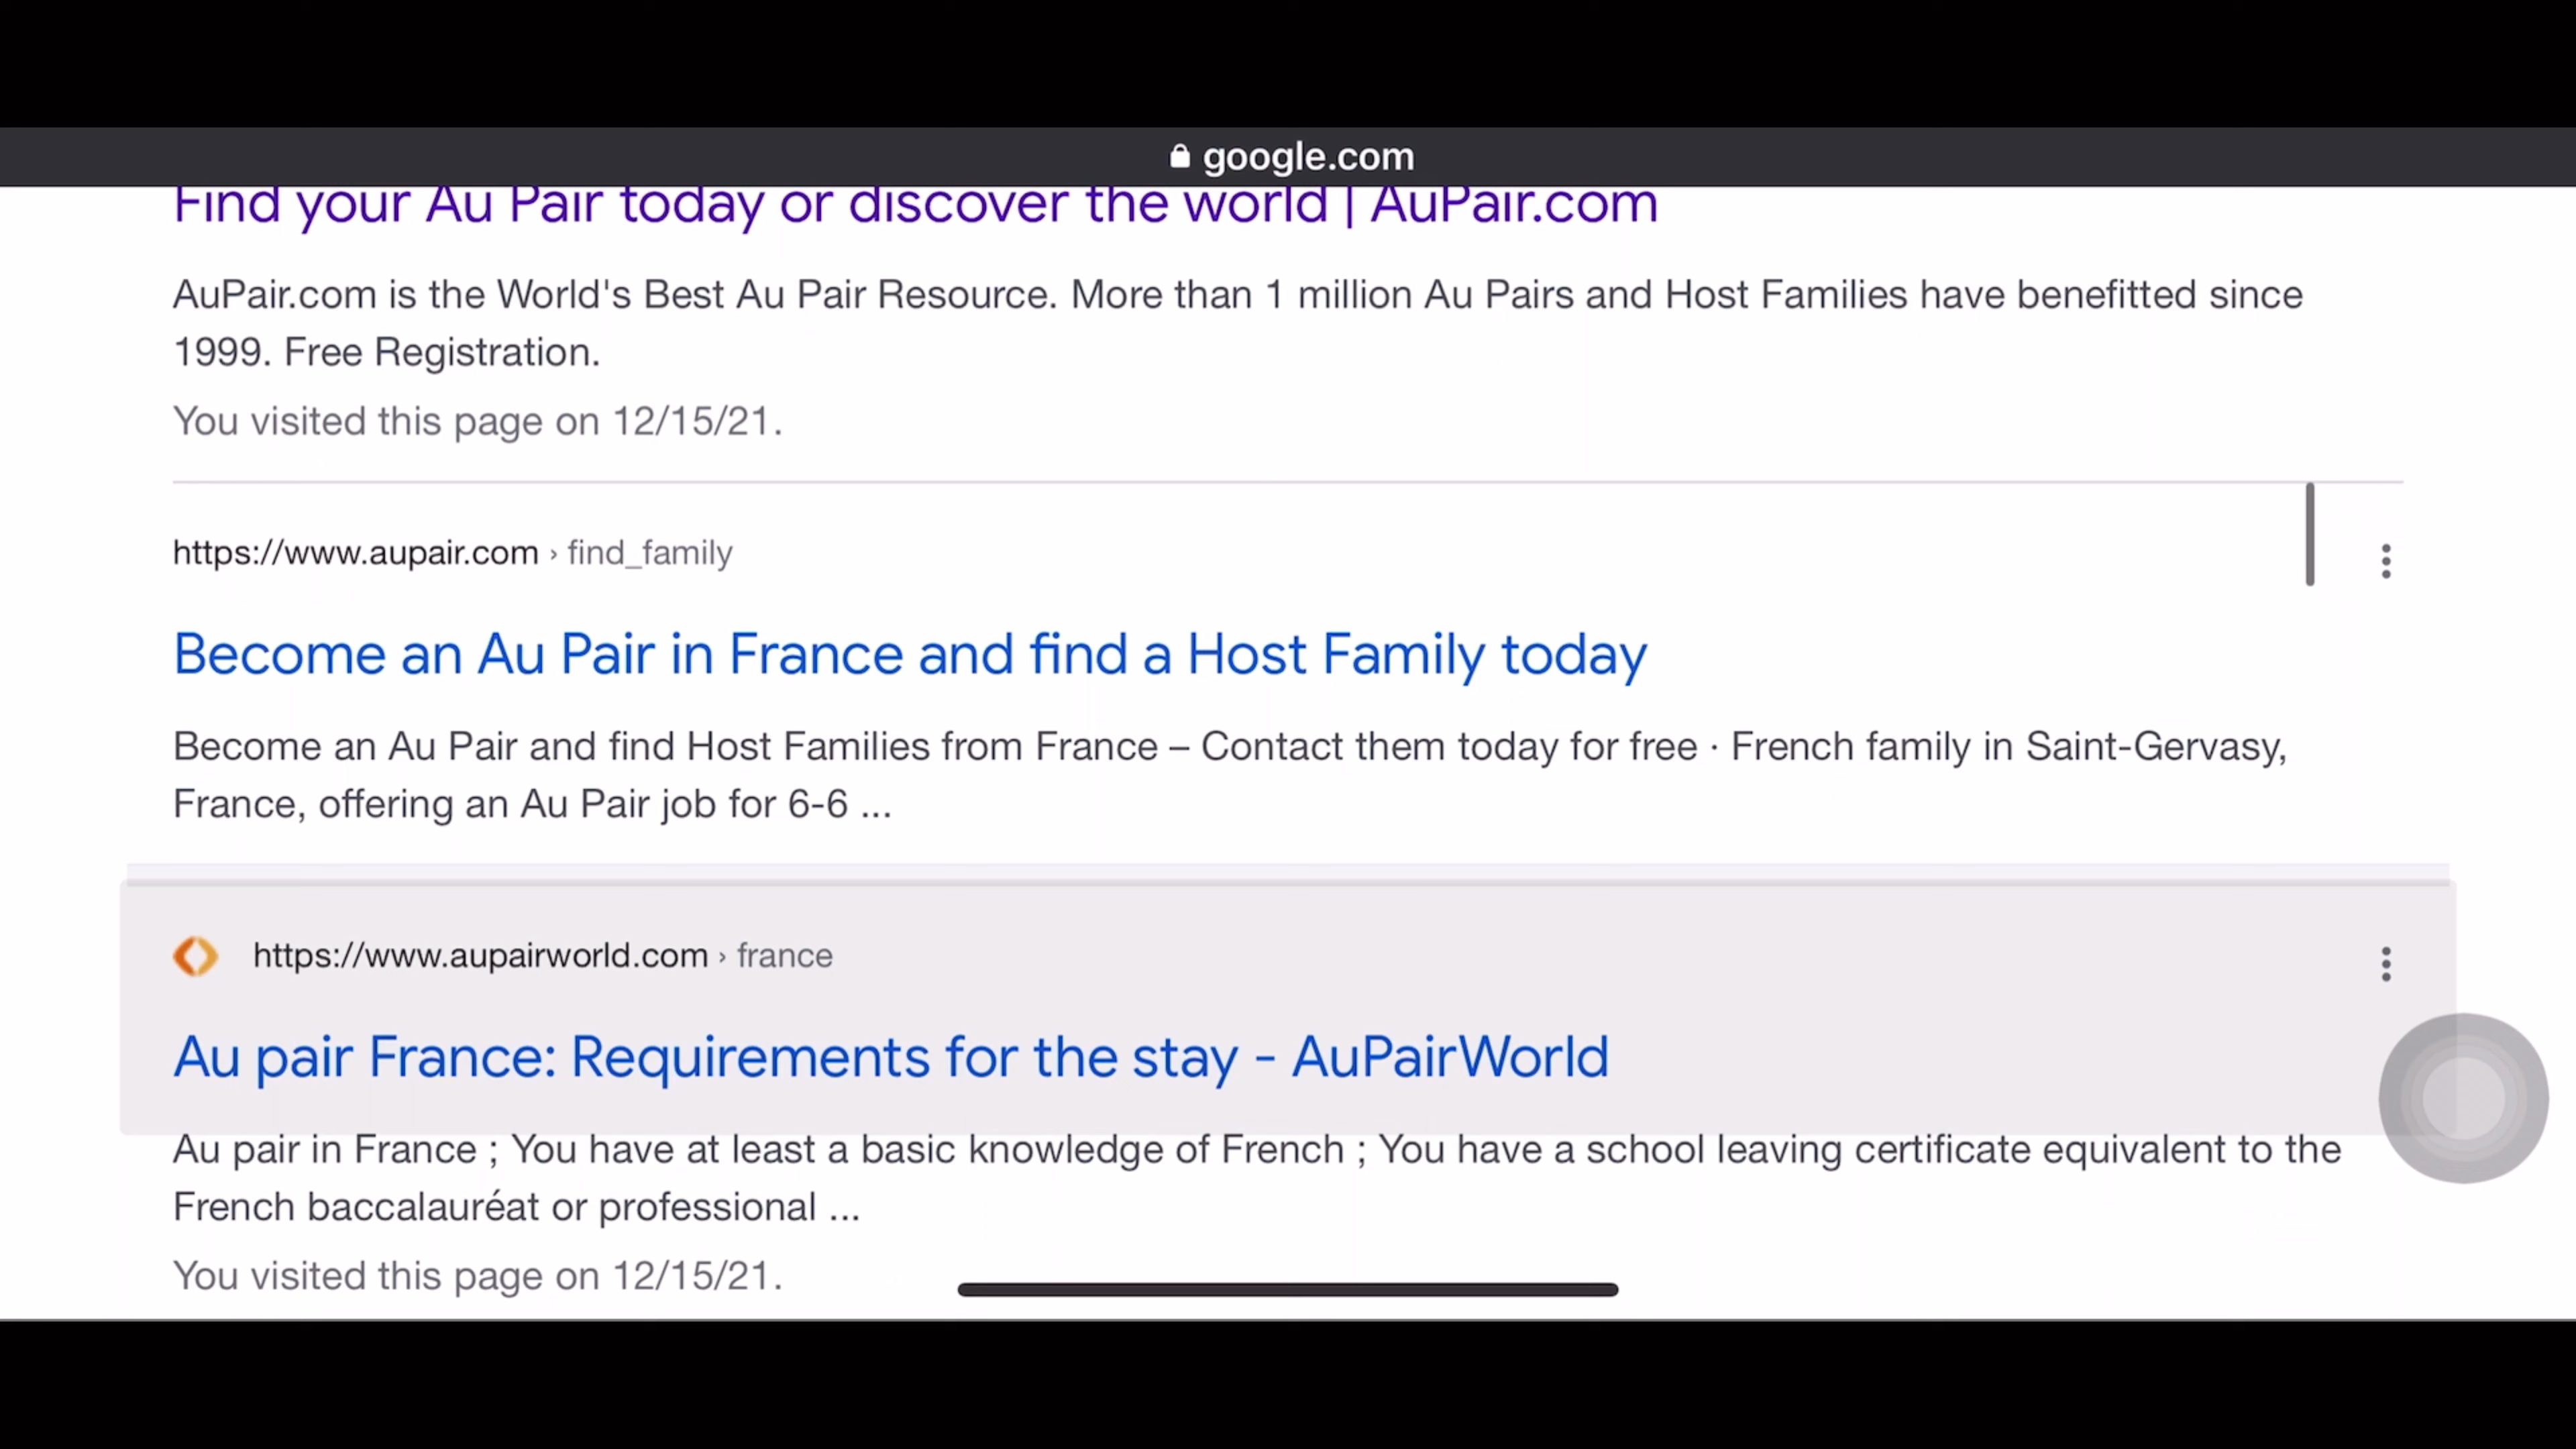 google.com
Find your Au Pair today or discover the world | AuPair.com
AuPair.com is the World's Best Au Pair Resource. More than 1 million Au Pairs and Host Families have benefitted since
1999. Free Registration.
You visited this page on 12/15/21.
https://www.aupair.com › find_family
Become an Au Pair in France and find a Host Family today
Become an Au Pair and find Host Families from France – Contact them today for free · French family in Saint-Gervasy,
France, offering an Au Pair job for 6-6 ...
https://www.aupairworld.com › france
Au pair France: Requirements for the stay - AuPairWorld
Au pair in France ; You have at least a basic knowledge of French ; You have a school leaving certificate equivalent to the
French baccalauréat or professional ...
You visited this page on 12/15/21.